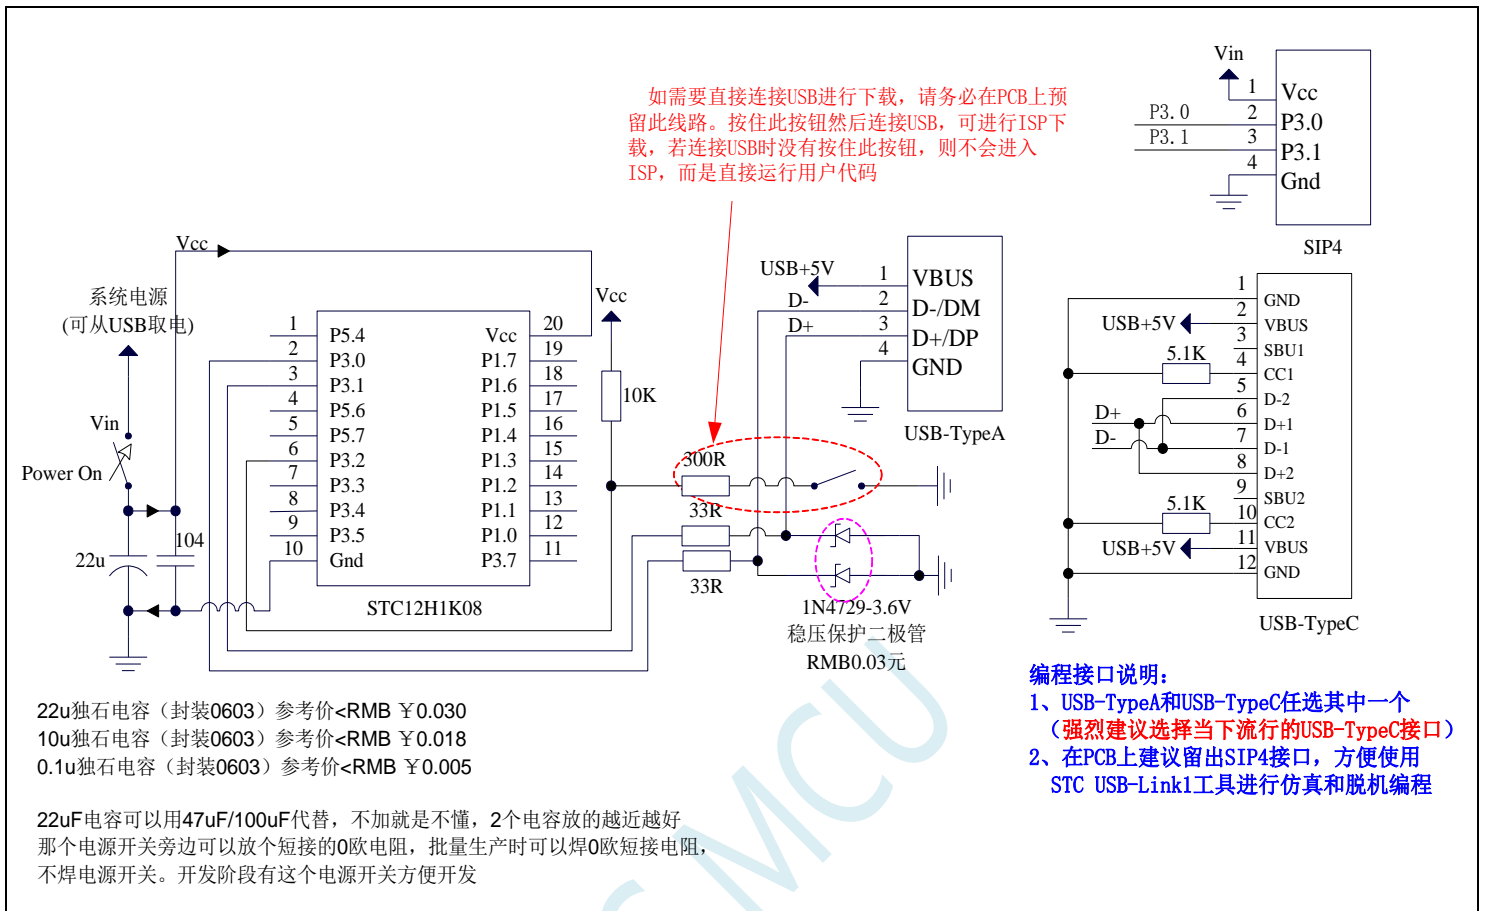 如需要直接连接USB进行下载，请务必在PCB上预
留此线路。按住此按钮然后连接USB，可进行ISP下
载，若连接USB时没有按住此按钮，则不会进入
ISP，而是直接运行用户代码
Vin
1 Vcc
P3.0 2 P3.0
P3.1 3 P3.1
4 Gnd
SIP4
Vcc
系统电源
(可从USB取电)
Vin
Power On
22u
104
1 P5.4
2 P3.0
3 P3.1
4 P5.6
5 P5.7
6 P3.2
7 P3.3
8 P3.4
9 P3.5
10 Gnd
Vcc 20
P1.7 19
P1.6 18
P1.5 17
P1.4 16
P1.3 15
P1.2 14
P1.1 13
P1.0 12
P3.7 11
STC12H1K08
Vcc
10K
300R
33R
33R
USB+5V 1 VBUS
D- 2 D-/DM
D+ 3 D+/DP
4 GND
USB-TypeA
1N4729-3.6V
稳压保护二极管
RMB0.03元
1 GND
USB+5V 2 VBUS
3 SBU1
5.1K 4 CC1
5 D-2
D+ 6 D+1
D- 7 D-1
8 D+2
9 SBU2
5.1K 10 CC2
USB+5V 11 VBUS
12 GND
USB-TypeC
编程接口说明：
1、USB-TypeA和USB-TypeC任选其中一个
（强烈建议选择当下流行的USB-TypeC接口）
2、在PCB上建议留出SIP4接口，方便使用
STC USB-Link1工具进行仿真和脱机编程
22u独石电容（封装0603）参考价<RMB ￥0.030
10u独石电容（封装0603）参考价<RMB ￥0.018
0.1u独石电容（封装0603）参考价<RMB ￥0.005
22uF电容可以用47uF/100uF代替，不加就是不懂，2个电容放的越近越好
那个电源开关旁边可以放个短接的0欧电阻，批量生产时可以焊0欧短接电阻，
不焊电源开关。开发阶段有这个电源开关方便开发
MCU